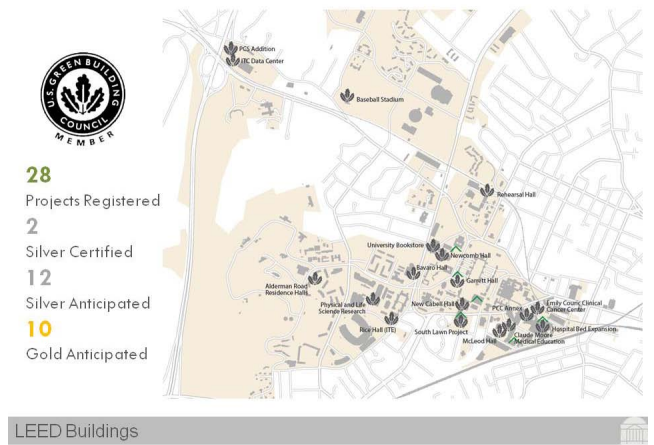 U.S. GREEN BUILDING COUNCIL
MEMBER
28
Projects Registered
2
Silver Certified
12
Silver Anticipated
10
Gold Anticipated
PGS Addition
ITC Data Center
Baseball Stadium
Rehearsal Hall
University Bookstore
Newcomb Hall
Bavaro Hall
Garrett Hall
Alderman Road
Residence Halls
Physical and Life
Science Research
New Cabell Hall
PCC Annex
Emily Couric Clinical
Cancer Center
Rice Hall (ITE)
South Lawn Project
Hospital Bed Expansion
McLeod Hall
Claude Moore
Medical Education
LEED Buildings